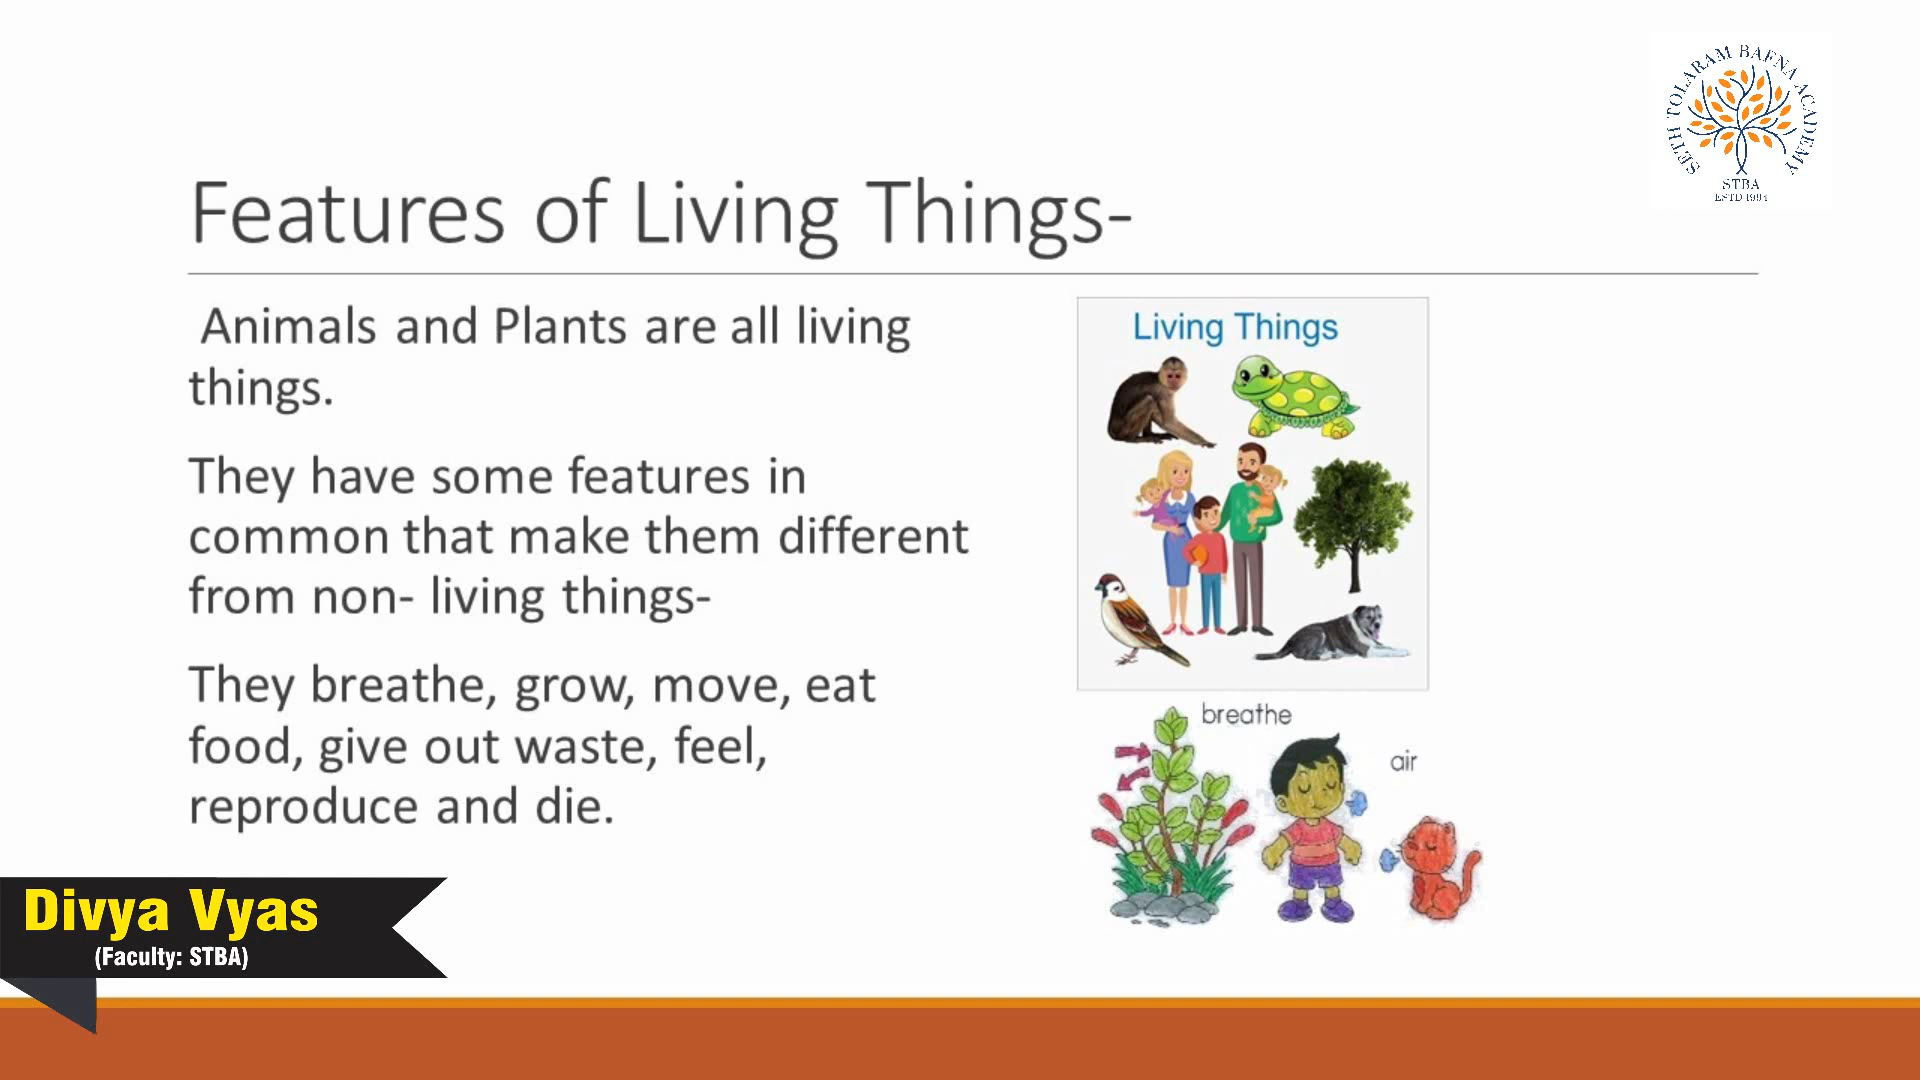 SETH TOLARAM BAFNA ACADEMY
STBA
ESTD 1994
Features of Living Things-
Animals and Plants are all living
things.
They have some features in
common that make them different
from non- living things-
They breathe, grow, move, eat
food, give out waste, feel,
reproduce and die.
Living Things
breathe
air
Divya Vyas
(Faculty: STBA)